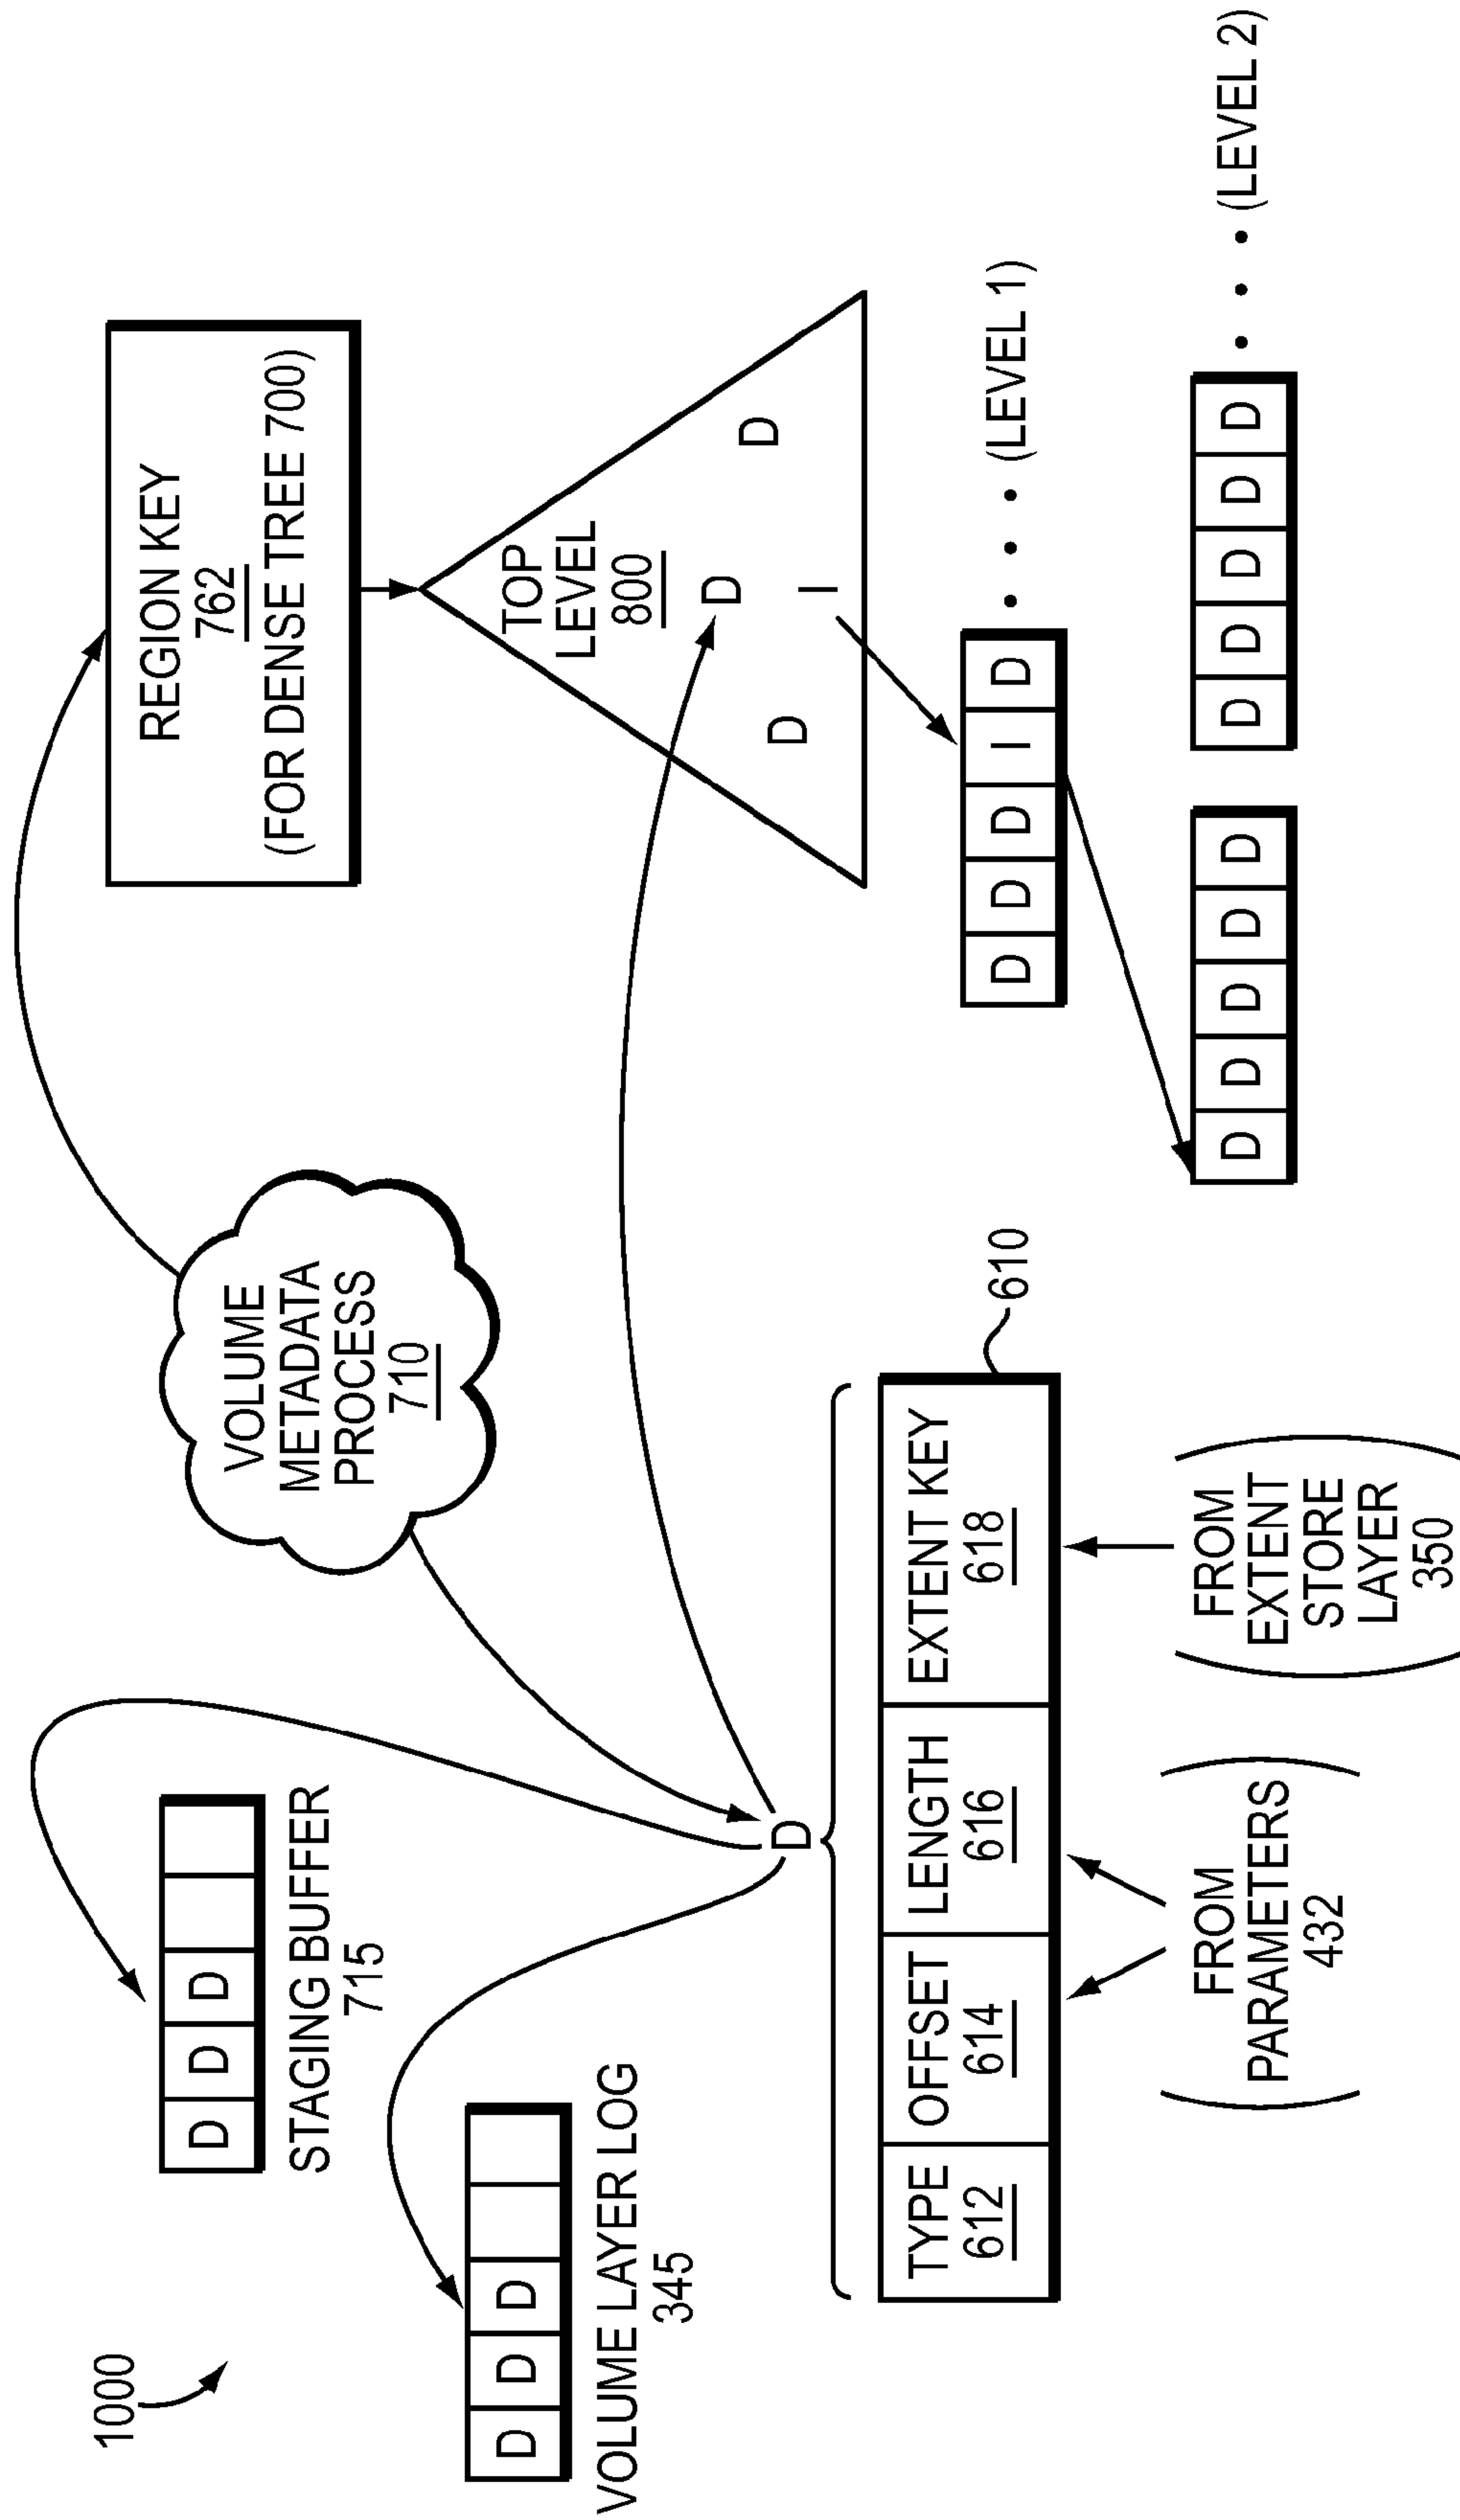 1000
D D D
STAGING BUFFER
715
D D D
VOLUME LAYER LOG
345
VOLUME
METADATA
PROCESS
710
REGION KEY
762
(FOR DENSE TREE 700)
TOP
LEVEL
800
D D D
I
D
D D D I D • • • (LEVEL 1)
D D D D D
D D D D D • • • (LEVEL 2)
610
TYPE
612
OFFSET
614
LENGTH
616
EXTENT KEY
618
FROM
PARAMETERS
432
FROM
EXTENT
STORE
LAYER
350